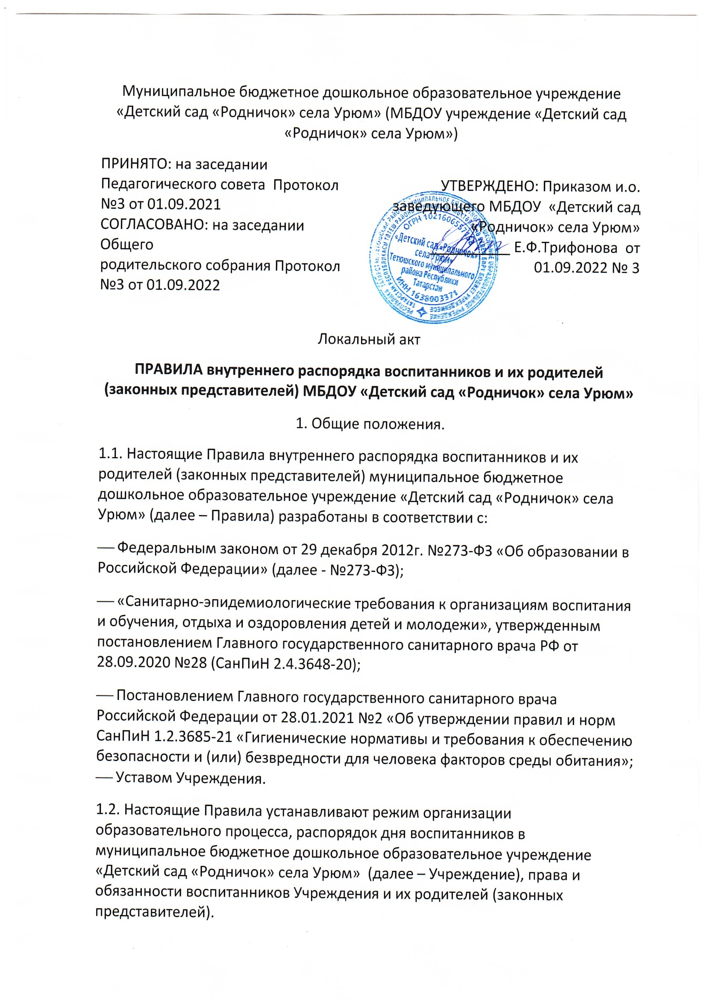 Муниципальное бюджетное дошкольное образовательное учреждение
«Детский сад «Родничок» села Урюм» (МБДОУ учреждение «Детский сад
«Родничок» села Урюм»)
ПРИНЯТО: на заседании
Педагогического совета Протокол
№3 от 01.09.2021
СОГЛАСОВАНО: на заседании
Общего
родительского собрания Протокол
№3 от 01.09.2022
УТВЕРЖДЕНО: Приказом и.о.
заведующего МБДОУ «Детский сад
«Родничок» села Урюм»
Е.Ф.Трифонова от
01.09.2022 № 3
«Детский сад «Родничок»
села Урюм»
Тетюшского муниципального
района Республики
Татарстан
ИНН 1638003371
Локальный акт
ПРАВИЛА внутреннего распорядка воспитанников и их родителей
(законных представителей) МБДОУ «Детский сад «Родничок» села Урюм»
1. Общие положения.
1.1. Настоящие Правила внутреннего распорядка воспитанников и их
родителей (законных представителей) муниципальное бюджетное
дошкольное образовательное учреждение «Детский сад «Родничок» села
Урюм» (далее – Правила) разработаны в соответствии с:
— Федеральным законом от 29 декабря 2012г. №273-ФЗ «Об образовании в
Российской Федерации» (далее - №273-ФЗ);
— «Санитарно-эпидемиологические требования к организациям воспитания
и обучения, отдыха и оздоровления детей и молодежи», утвержденным
постановлением Главного государственного санитарного врача РФ от
28.09.2020 №28 (СанПиН 2.4.3648-20);
— Постановлением Главного государственного санитарного врача
Российской Федерации от 28.01.2021 №2 «Об утверждении правил и норм
СанПиН 1.2.3685-21 «Гигиенические нормативы и требования к обеспечению
безопасности и (или) безвредности для человека факторов среды обитания»;
— Уставом Учреждения.
1.2. Настоящие Правила устанавливают режим организации
образовательного процесса, распорядок дня воспитанников в
муниципальное бюджетное дошкольное образовательное учреждение
«Детский сад «Родничок» села Урюм» (далее – Учреждение), права и
обязанности воспитанников Учреждения и их родителей (законных
представителей).